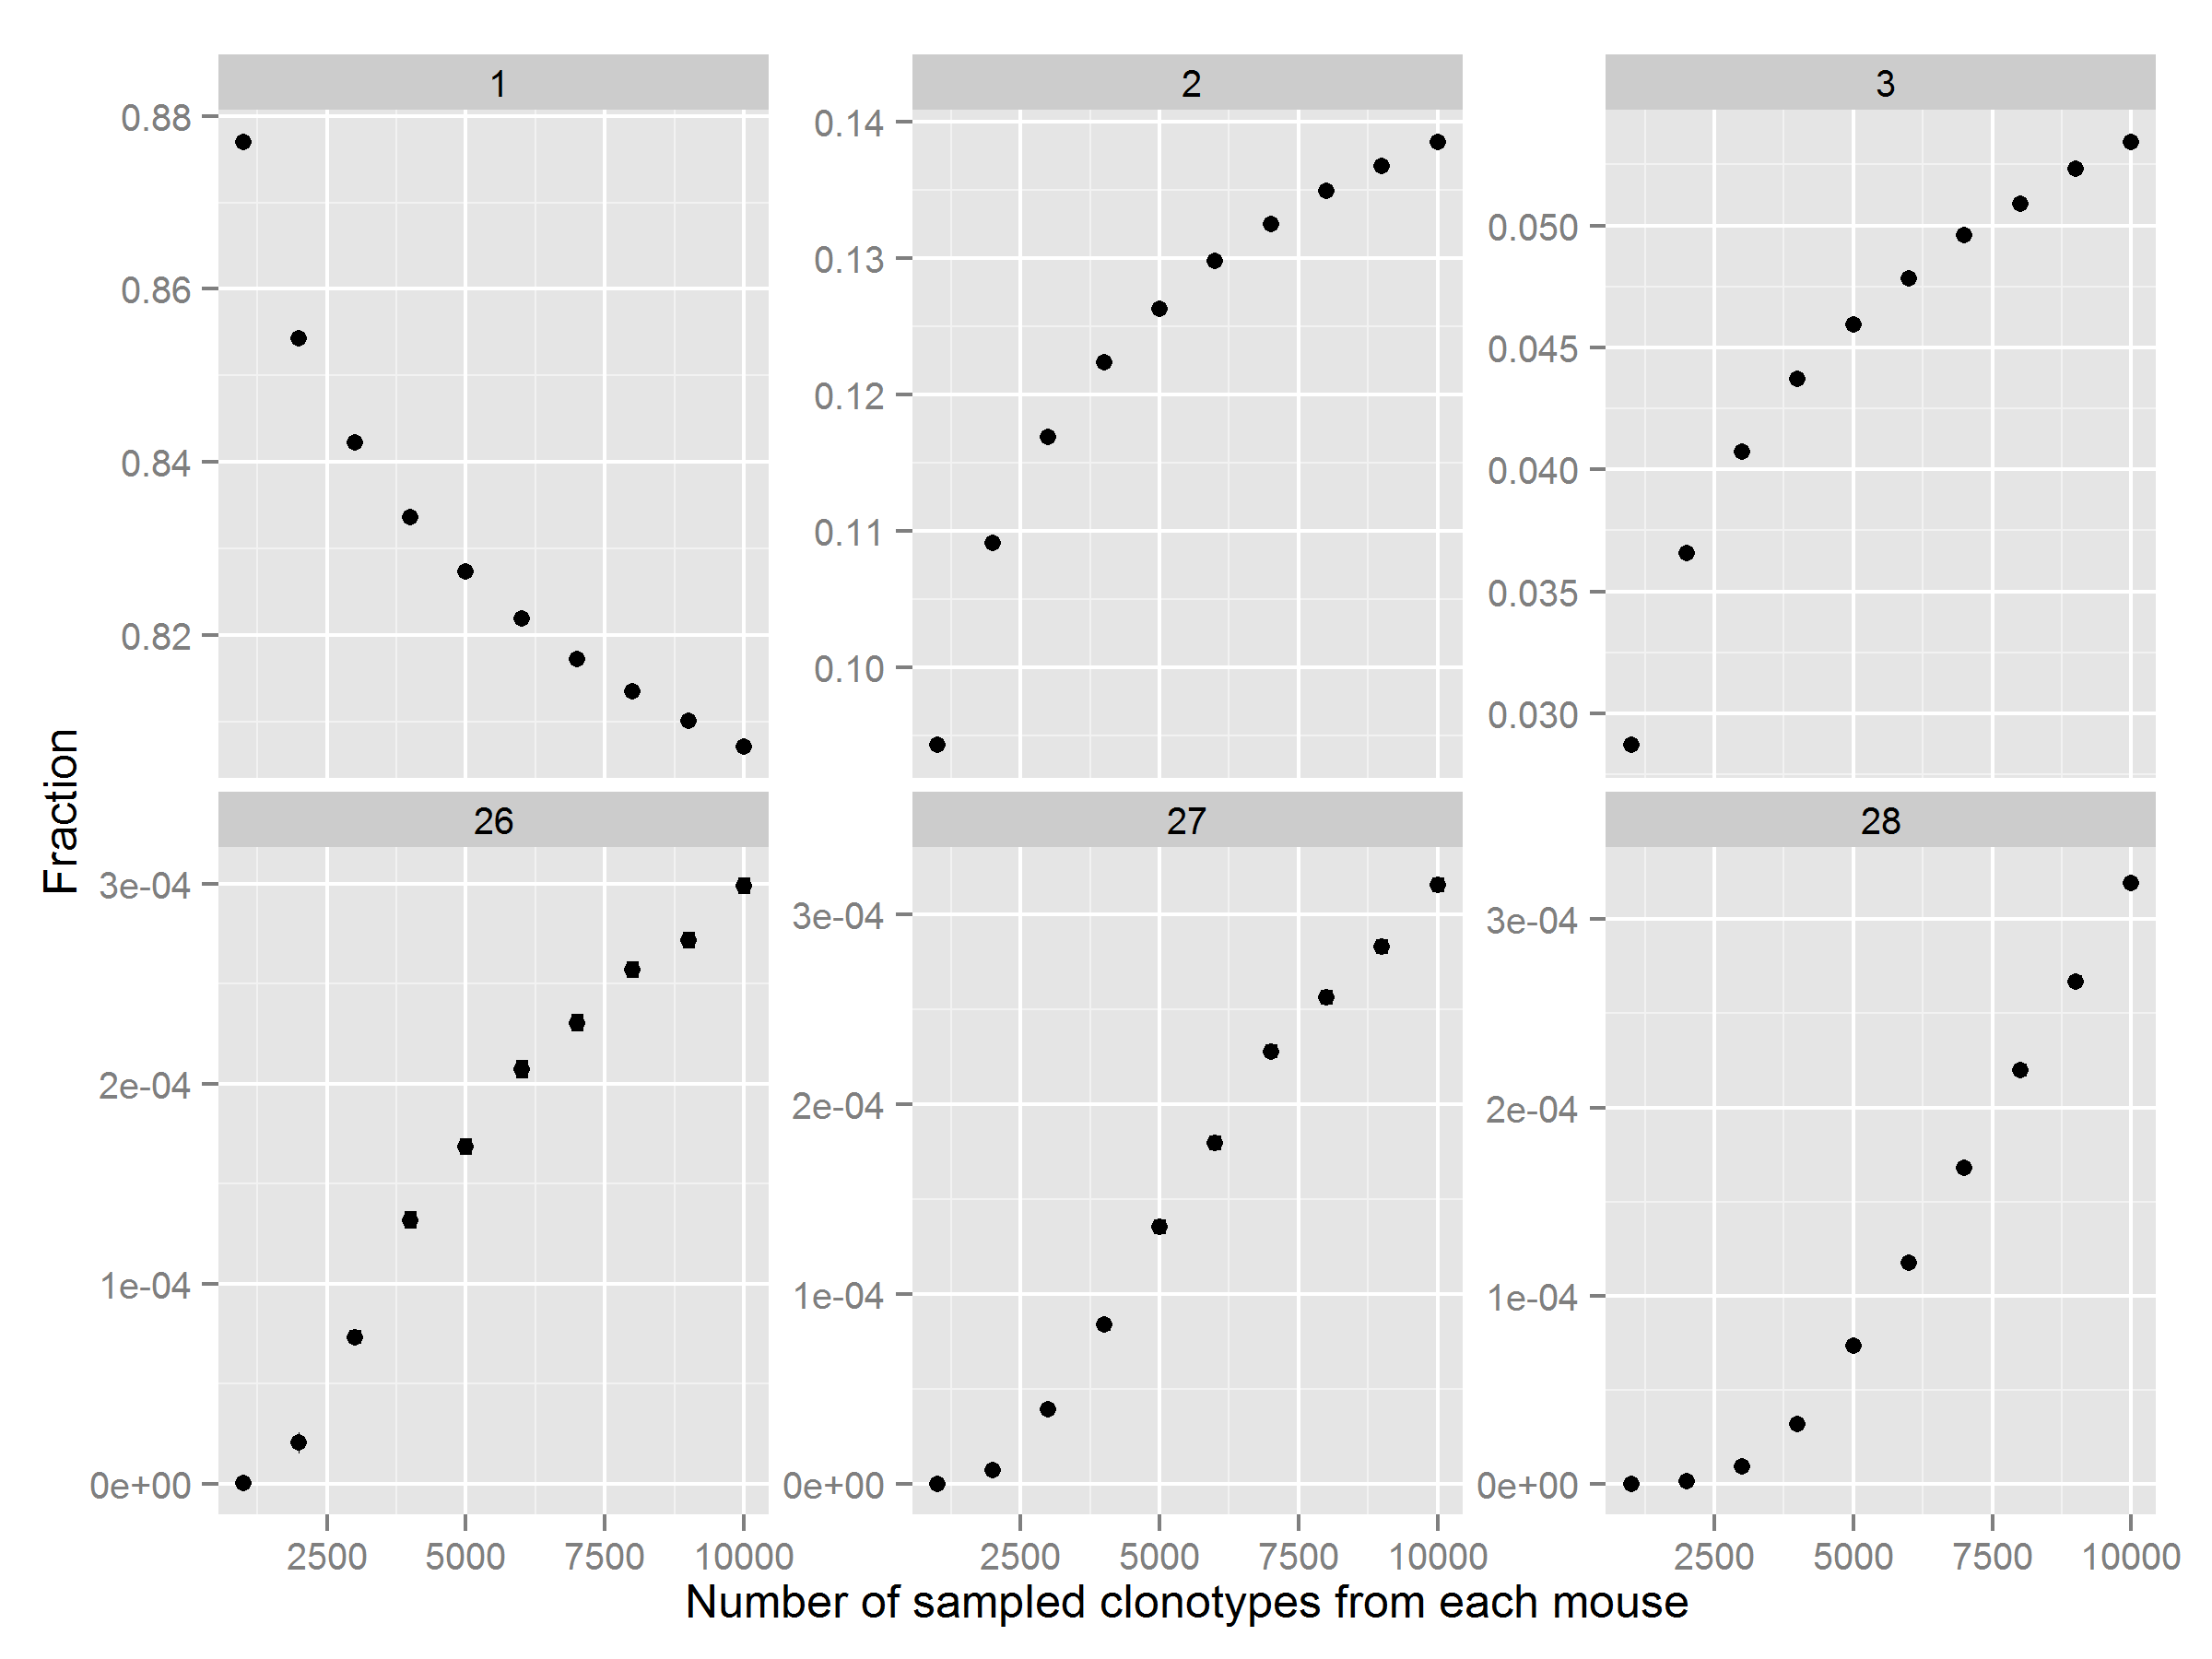 1
2
3
0.88
0.86
0.84
0.82
0.14
0.13
0.12
0.11
0.10
0.050
0.045
0.040
0.035
0.030
Fraction
26
27
28
3e-04
2e-04
1e-04
0e+00
3e-04
2e-04
1e-04
0e+00
3e-04
2e-04
1e-04
0e+00
2500 5000 7500 10000
2500 5000 7500 10000
2500 5000 7500 10000
Number of sampled clonotypes from each mouse